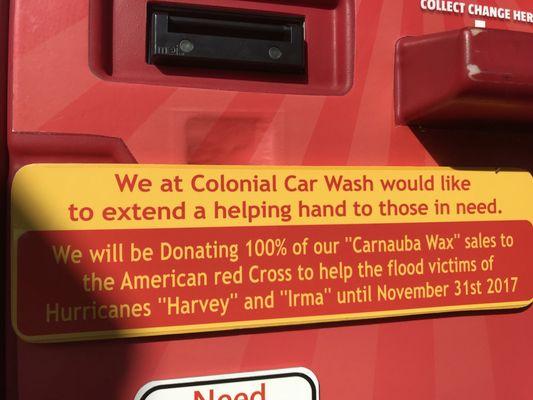 COLLECT CHANGE HERE
mei
We at Colonial Car Wash would like
to extend a helping hand to those in need.
We will be Donating 100% of our "Carnauba Wax" sales to
the American red Cross to help the flood victims of
Hurricanes "Harvey" and "Irma" until November 31st 2017
Need